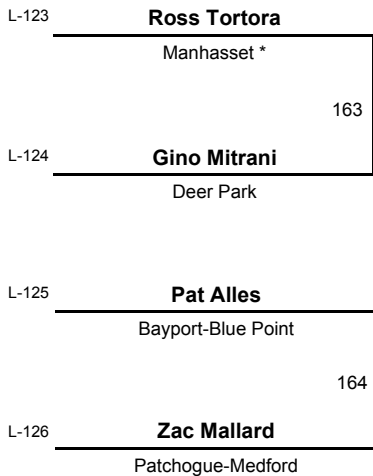 L-123 Ross Tortora
Manhasset *
163
L-124 Gino Mitrani
Deer Park
L-125 Pat Alles
Bayport-Blue Point
164
L-126 Zac Mallard
Patchogue-Medford